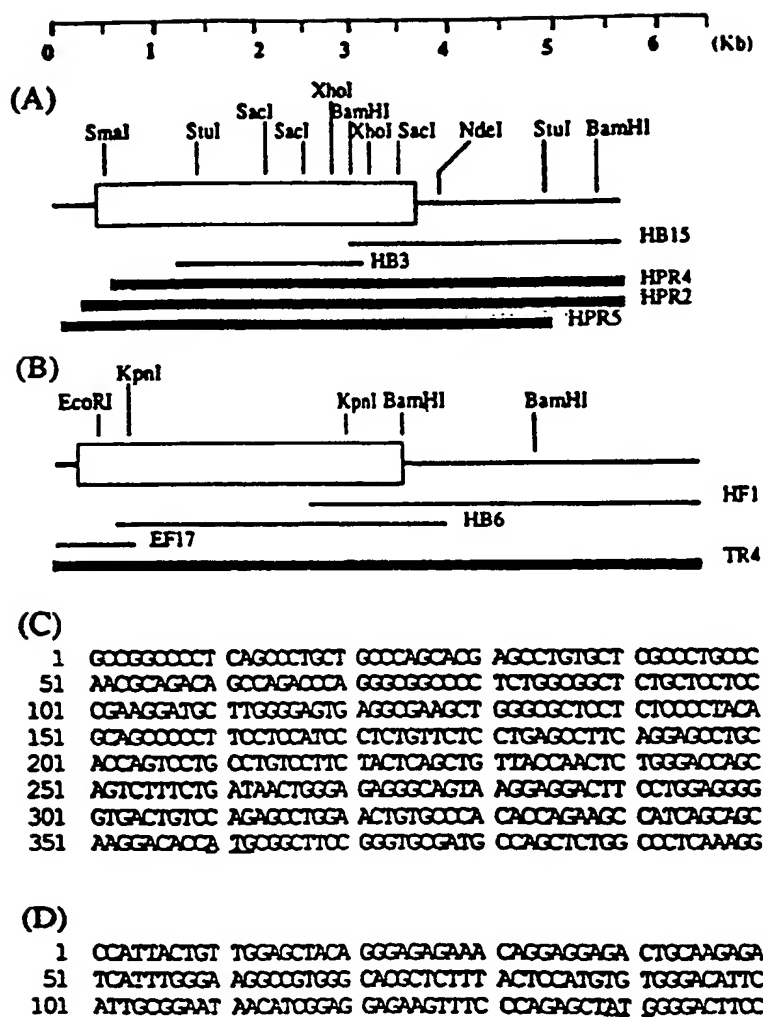 0 1 2 3 4 5 6 (Kb)
(A)
XhoI
SacI BamHI
SmaI StuI SacI XhoI SacI NdeI StuI BamHI
HB15
HB3
HPR4
HPR2
HPR5
(B)
KpnI
EcoRI KpnI BamHI BamHI
HF1
HB6
EF17
TR4
(C)
1 GCCGGCCCCT CAGCCCTGCT GCCCAGCACG AGCCTGTGCT CGCCCTGCCC
51 AACGCAGACA GCCAGACCCA GGGCGGCCCC TCTGGCGGCT CTGCTCCTCC
101 CGAAGGATGC TTGGGGAGTG AGGCGAAGCT GGGCGCTCCT CTCCCCTACA
151 GCAGCCCCCT TCCTCCATCC CTCTGTTCTC CTGAGCCTTC AGGAGCCTGC
201 ACCAGTCCTG CCTGTCCTTC TACTCAGCTG TTACCAACTC TGGGACCAGC
251 AGTCTTTCTG ATAACTGGGA GAGGGCAGTA AGGAGGACTT CCTGGAGGGG
301 GTGACTGTCC AGAGCCTGGA ACTGTGCCCA CACCAGAAGC CATCAGCAGC
351 AAGGACACCA TGCGGCTTCC GGGTGCGATG CCAGCTCTGG CCCTCAAAGG
(D)
1 CCATTACTGT TGGAGCTACA GGGAGAGAAA CAGGAGGAGA CTGCAAGAGA
51 TCATTTGGGA AGGCCGTGGG CACGCTCTTT ACTCCATGTG TGGGACATTC
101 ATTGCGGAAT AACATCGGAG GAGAAGTTTC CCAGAGCTAT GGGGACTTCC